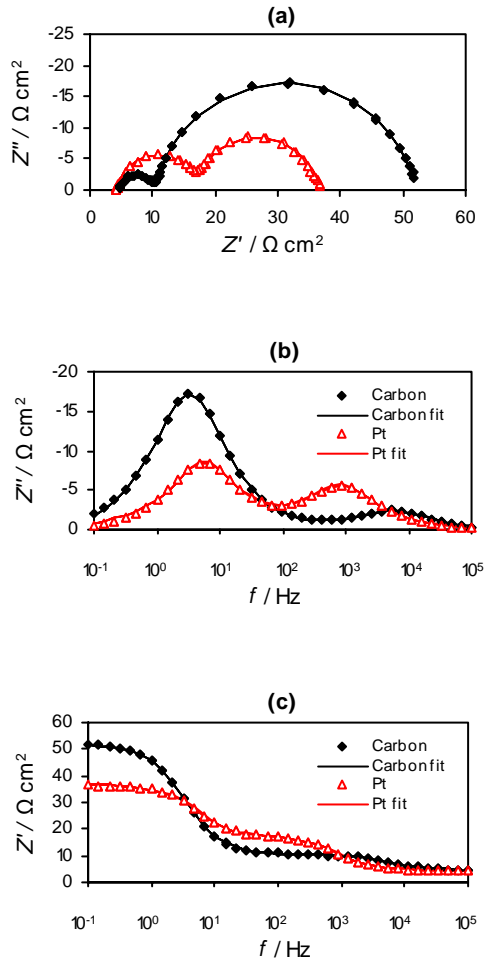 (a)
-25
-20
-15
-10
-5
0
0 10 20 30 40 50 60
Z" / Ω cm²
Z' / Ω cm²
(b)
-20
-15
-10
-5
0
10⁻¹ 10⁰ 10¹ 10² 10³ 10⁴ 10⁵
Z" / Ω cm²
f / Hz
Carbon
Carbon fit
Pt
Pt fit
(c)
60
50
40
30
20
10
0
10⁻¹ 10⁰ 10¹ 10² 10³ 10⁴ 10⁵
Z' / Ω cm²
f / Hz
Carbon
Carbon fit
Pt
Pt fit